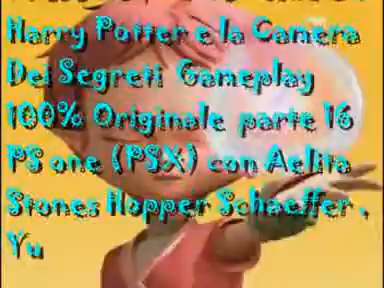 Harry Potter e la Camera
Dei Segreti Gameplay
100% Originale parte 16
PS one (PSX) con Aelita
Stones Hopper Schaeffer ,
Yu